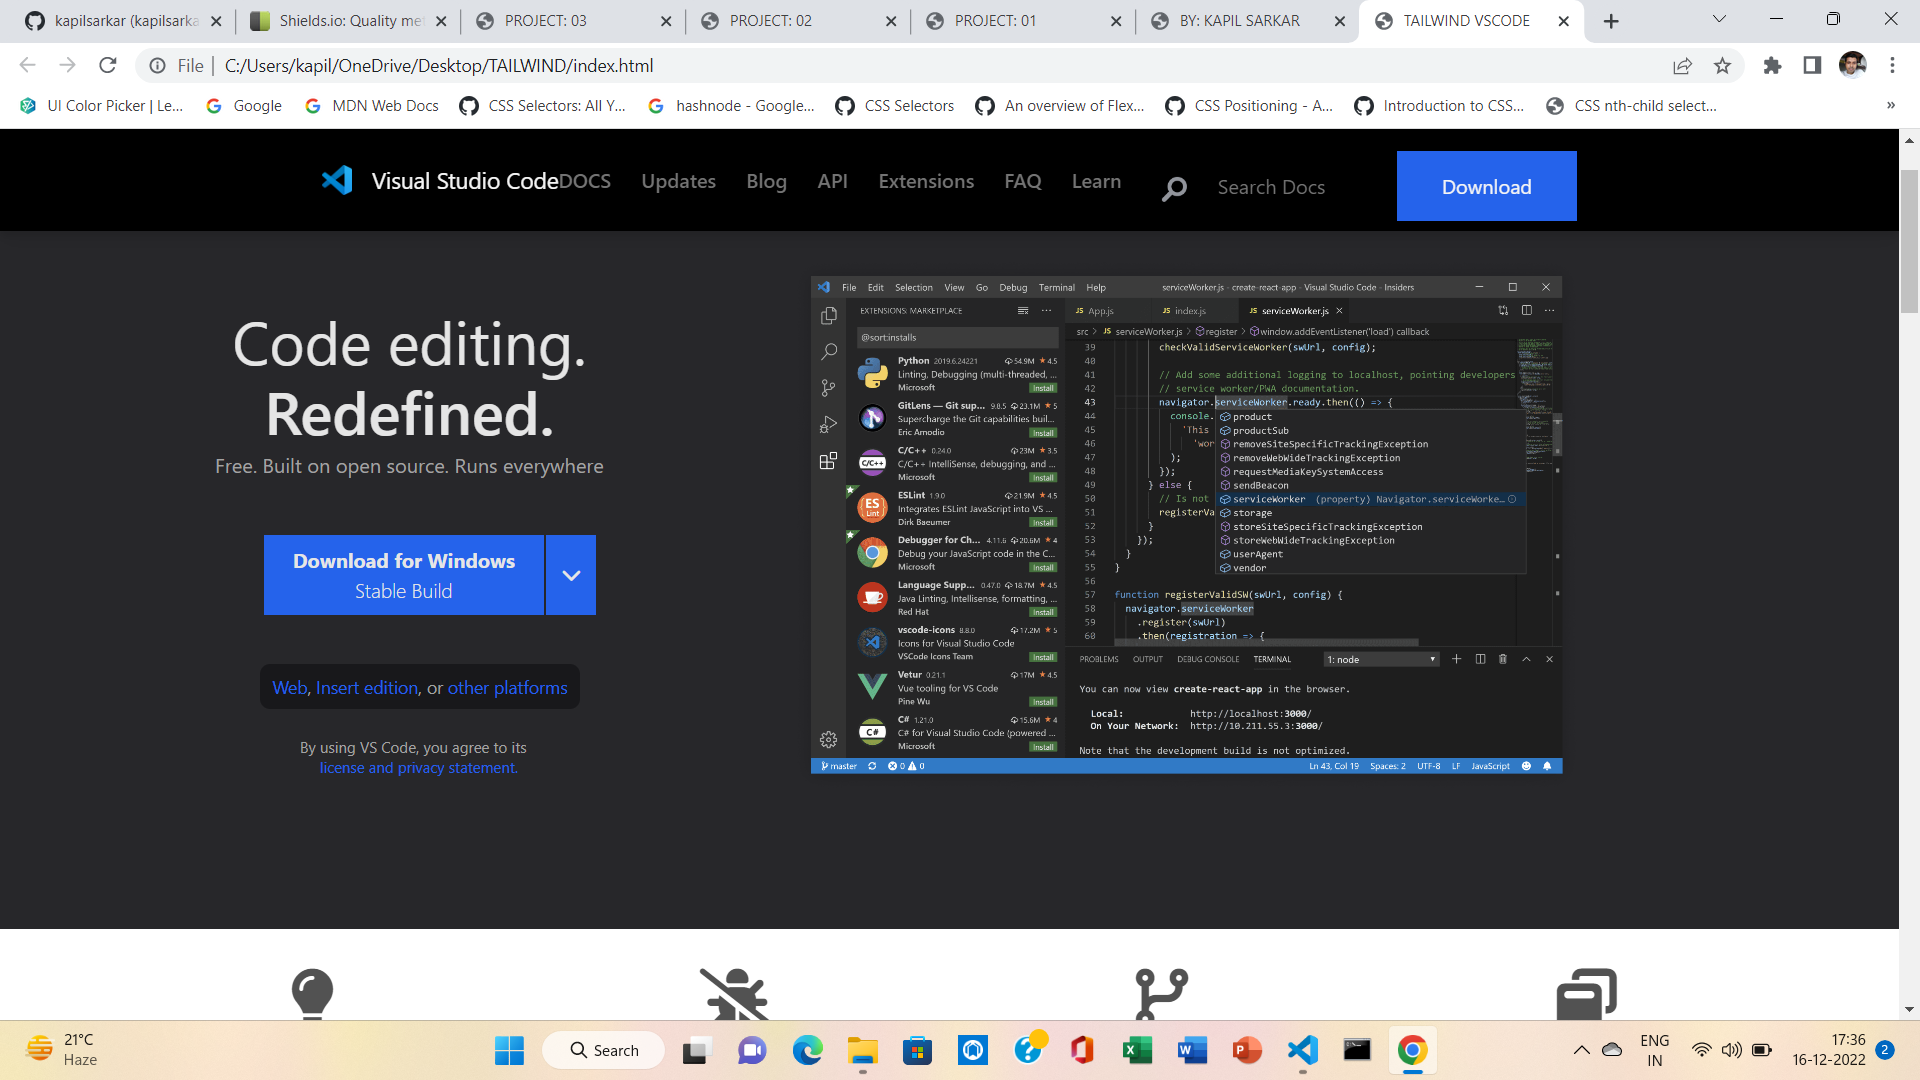 kapilsarkar (kapilsarka
Shields.io: Quality met
PROJECT: 03
PROJECT: 02
PROJECT: 01
BY: KAPIL SARKAR
TAILWIND VSCODE
File
C:/Users/kapil/OneDrive/Desktop/TAILWIND/index.html
UI Color Picker | Le...
Google
MDN Web Docs
CSS Selectors: All Y...
hashnode - Google...
CSS Selectors
An overview of Flex...
CSS Positioning - A...
Introduction to CSS...
CSS nth-child select...
»
Visual Studio Code
DOCS
Updates
Blog
API
Extensions
FAQ
Learn
Search Docs
Download
Code editing.
Redefined.
Free. Built on open source. Runs everywhere
Download for Windows
Stable Build
Web, Insert edition, or other platforms
By using VS Code, you agree to its
license and privacy statement.
File Edit Selection View Go Debug Terminal Help
serviceWorker.js - create-react-app - Visual Studio Code - Insiders
EXTENSIONS: MARKETPLACE
@sort:installs
Python 2019.6.24221 54.9M ★ 4.5
Linting, Debugging (multi-threaded, ...
Microsoft Install
GitLens — Git sup... 9.8.5 23.1M ★ 5
Supercharge the Git capabilities buil...
Eric Amodio Install
C/C++ 0.24.0 23M ★ 3.5
C/C++ IntelliSense, debugging, and ...
Microsoft Install
ESLint 1.9.0 21.9M ★ 4.5
Integrates ESLint JavaScript into VS ...
Dirk Baeumer Install
Debugger for Ch... 4.11.6 20.6M ★ 4
Debug your JavaScript code in the C...
Microsoft Install
Language Supp... 0.47.0 18.7M ★ 4.5
Java Linting, Intellisense, formatting, ...
Red Hat Install
vscode-icons 8.8.0 17.2M ★ 5
Icons for Visual Studio Code
VSCode Icons Team Install
Vetur 0.21.1 17M ★ 4.5
Vue tooling for VS Code
Pine Wu Install
C# 1.21.0 15.6M ★ 4
C# for Visual Studio Code (powered ...
Microsoft Install
C/C++
ES
Lint
C#
JS App.js
JS index.js
JS serviceWorker.js
src > JS serviceWorker.js > register > window.addEventListener('load') callback
39 checkValidServiceWorker(swUrl, config);
40
41 // Add some additional logging to localhost, pointing developers
42 // service worker/PWA documentation.
43 navigator.serviceWorker.ready.then(() => {
44 console.
45 'This
46 'wor
47 );
48 });
49 } else {
50 // Is not
51 registerVa
52 }
53 });
54 }
55 }
56
57 function registerValidSW(swUrl, config) {
58 navigator.serviceWorker
59 .register(swUrl)
60 .then(registration => {
product
productSub
removeSiteSpecificTrackingException
removeWebWideTrackingException
requestMediaKeySystemAccess
sendBeacon
serviceWorker (property) Navigator.serviceWorke...
storage
storeSiteSpecificTrackingException
storeWebWideTrackingException
userAgent
vendor
PROBLEMS OUTPUT DEBUG CONSOLE TERMINAL
1: node
You can now view create-react-app in the browser.
Local: http://localhost:3000/
On Your Network: http://10.211.55.3:3000/
Note that the development build is not optimized.
master 0 0
Ln 43, Col 19 Spaces: 2 UTF-8 LF JavaScript
21°C
Haze
Search
ENG
IN
17:36
16-12-2022
2